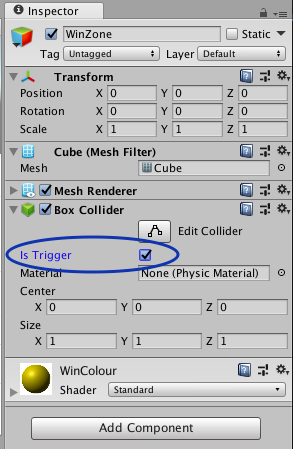 Inspector
WinZone Static
Tag Untagged Layer Default
Transform
Position X 0 Y 0 Z 0
Rotation X 0 Y 0 Z 0
Scale X 1 Y 1 Z 1
Cube (Mesh Filter)
Mesh Cube
Mesh Renderer
Box Collider
Edit Collider
Is Trigger
Material None (Physic Material)
Center
X 0 Y 0 Z 0
Size
X 1 Y 1 Z 1
WinColour
Shader Standard
Add Component